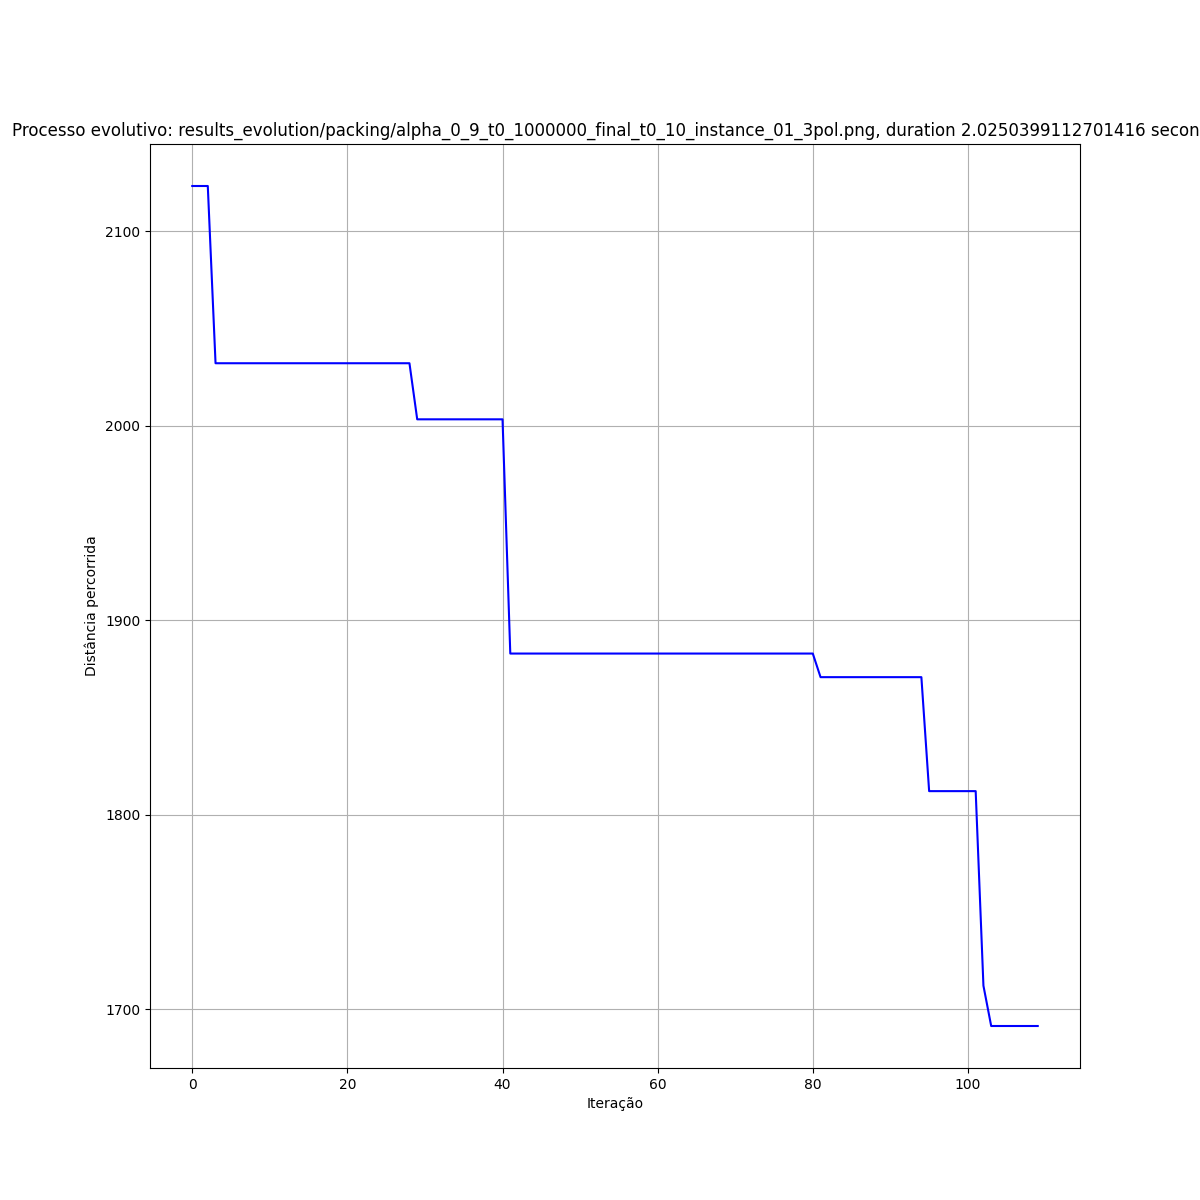 Processo evolutivo: results_evolution/packing/alpha_0_9_t0_1000000_final_t0_10_instance_01_3pol.png, duration 2.0250399112701416 secon
2100
2000
1900
1800
1700
Distância percorrida
0 20 40 60 80 100
Iteração